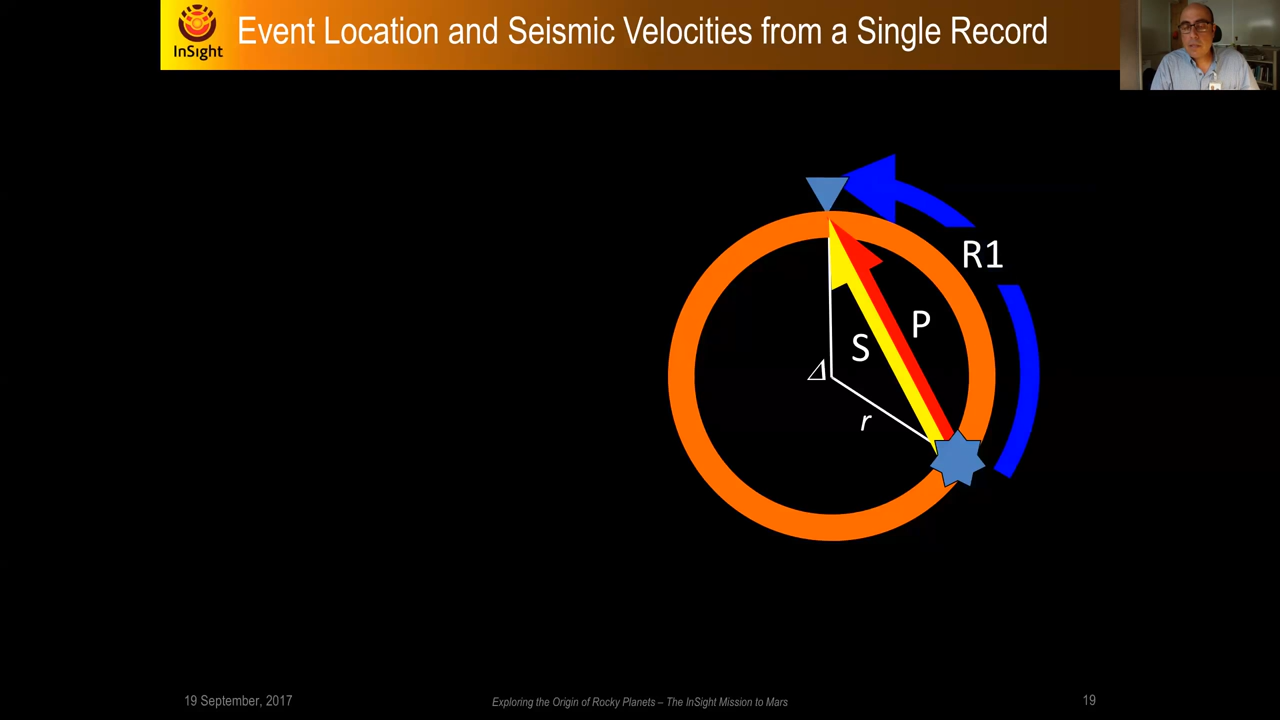 InSight
Event Location and Seismic Velocities from a Single Record
R1
P
S
Δ
r
19 September, 2017
Exploring the Origin of Rocky Planets – The InSight Mission to Mars
19